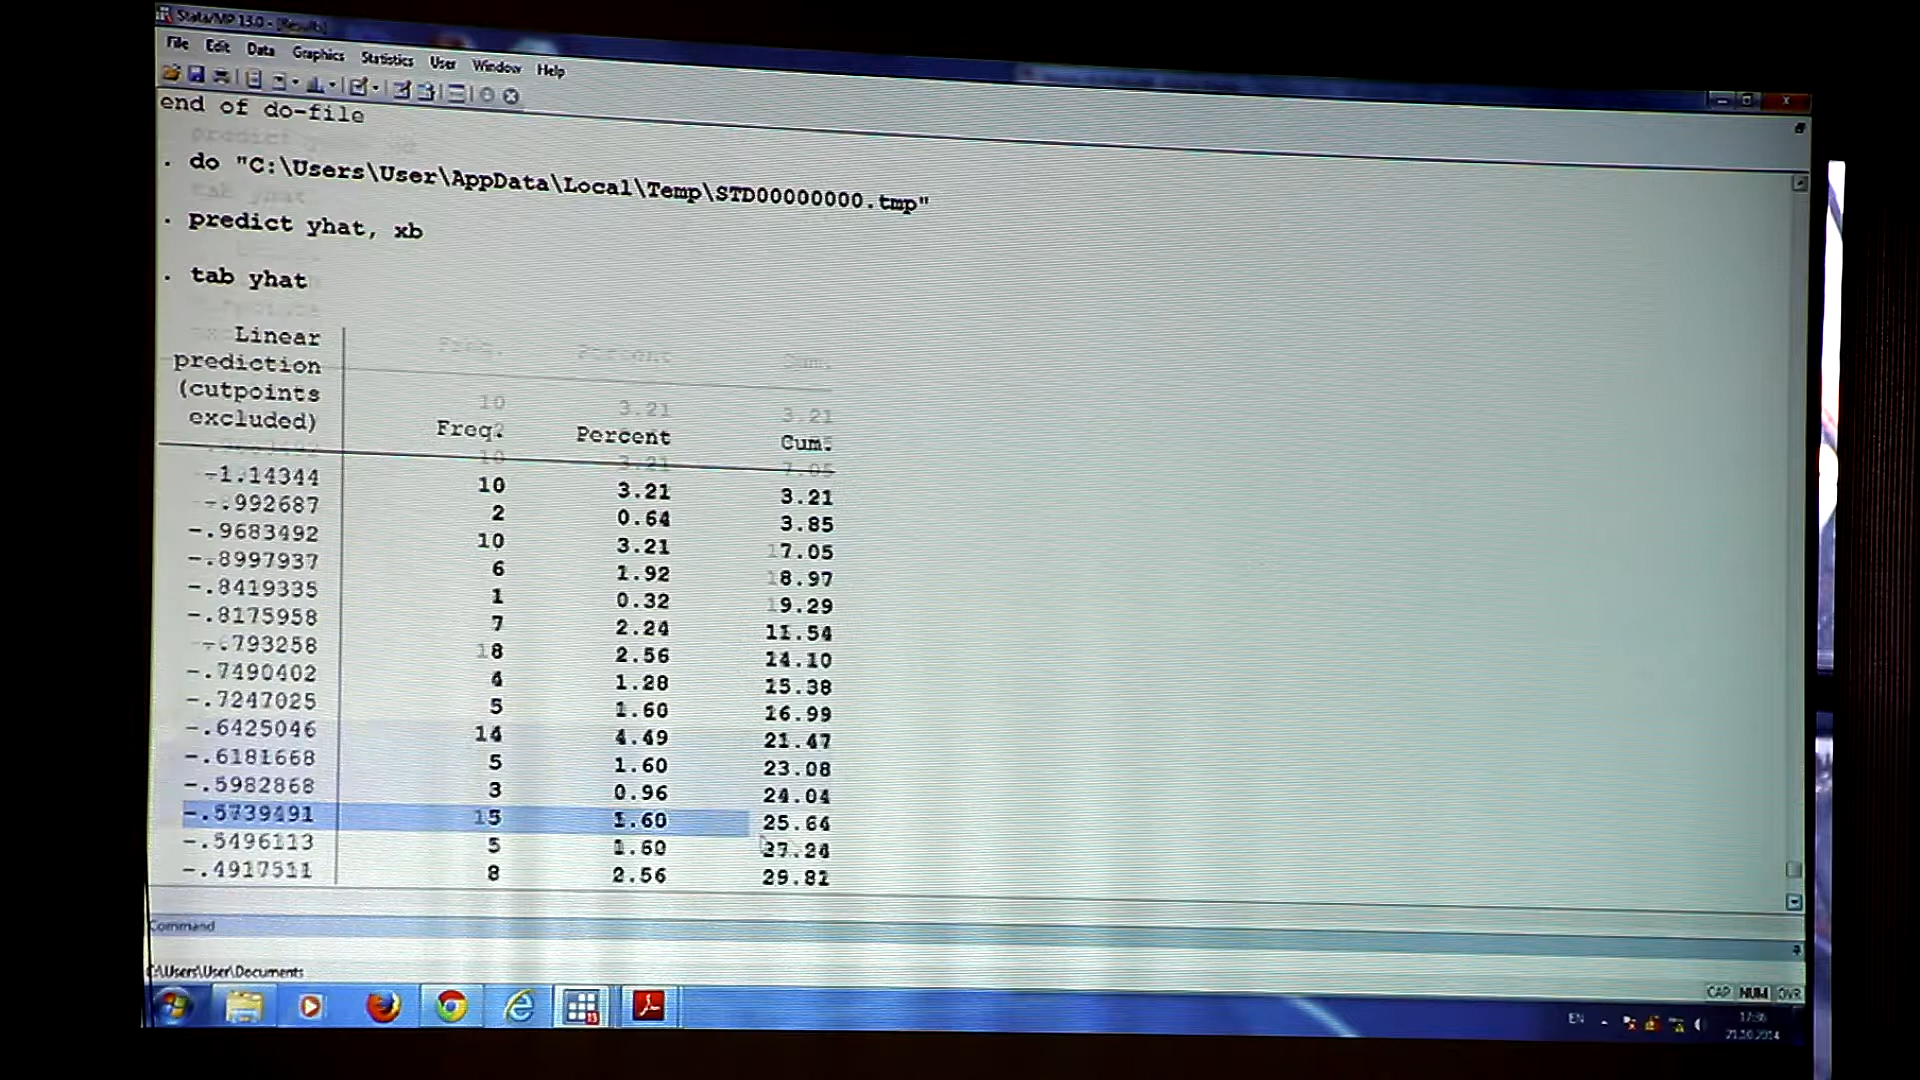 Stata/MP 13.0 - [Results]
File Edit Data Graphics Statistics User Window Help
end of do-file
. do "C:\Users\User\AppData\Local\Temp\STD00000000.tmp"
. predict yhat, xb
. tab yhat
Linear
prediction
(cutpoints
excluded) Freq. Percent Cum.
-1.14344 10 3.21 3.21
-.992687 2 0.64 3.85
-.9683492 10 3.21 7.05
-.8997937 6 1.92 8.97
-.8419335 1 0.32 9.29
-.8175958 7 2.24 11.54
-.793258 8 2.56 14.10
-.7490402 4 1.28 15.38
-.7247025 5 1.60 16.99
-.6425046 14 4.49 21.47
-.6181668 5 1.60 23.08
-.5982868 3 0.96 24.04
-.5739491 5 1.60 25.64
-.5496113 5 1.60 27.24
-.4917511 8 2.56 29.81
Command
C:\Users\User\Documents
CAP NUM OVR
EN 17:36
21.10.2014